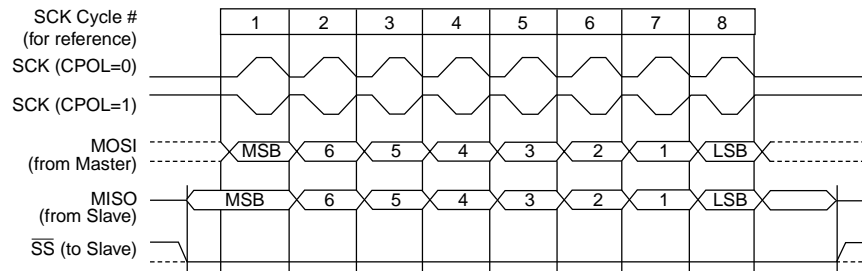 SCK Cycle #
(for reference)
1 2 3 4 5 6 7 8
SCK (CPOL=0)
SCK (CPOL=1)
MOSI
(from Master)
MSB 6 5 4 3 2 1 LSB
MISO
(from Slave)
MSB 6 5 4 3 2 1 LSB
SS (to Slave)